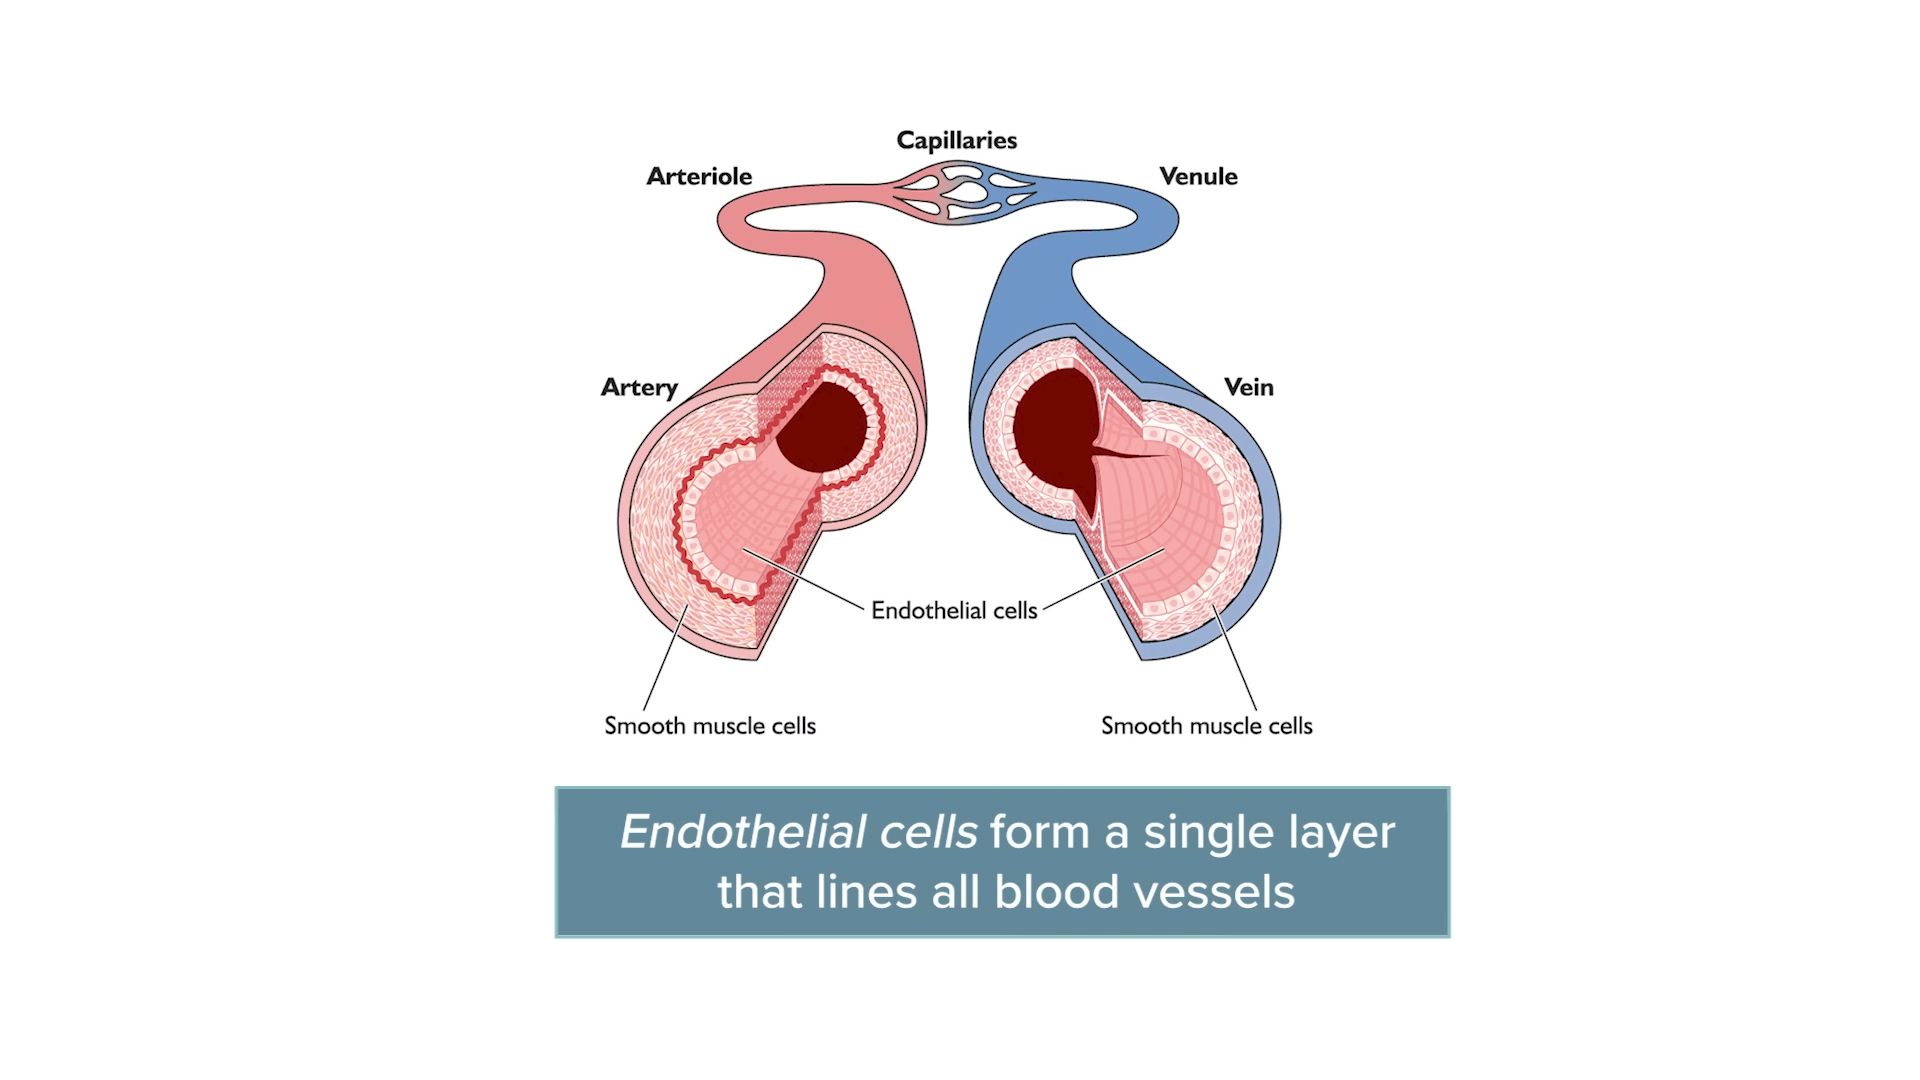 Capillaries
Arteriole
Venule
Artery
Vein
Endothelial cells
Smooth muscle cells
Smooth muscle cells
Endothelial cells form a single layer
that lines all blood vessels